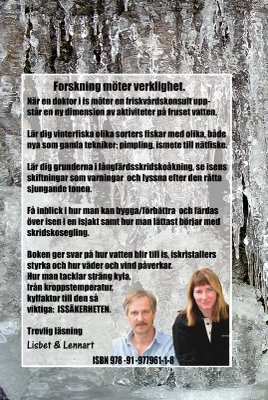 Forskning möter verklighet.
När en doktor i is möter en friskvårdskonsult upp-
står en ny dimension av aktiviteter på fruset vatten.
Lär dig vinterfiska olika sorters fiskar med olika, både
nya som gamla tekniker: pimpling, ismete till nätfiske.
Lär dig grunderna i långfärdsskridskoåkning, se isens
skiftningar som varningar och lyssna efter den rätta
sjungande tonen.
Få inblick i hur man kan bygga/förbättra och färdas
över isen i en isjakt samt hur man lättast börjar med
skridskosegling.
Boken ger svar på hur vatten blir till is, iskristallers
styrka och hur väder och vind påverkar.
Hur man tacklar sträng kyla,
från kroppstemperatur,
kylfaktor till den så
viktiga: ISSÄKERHETEN.
Trevlig läsning
Lisbet & Lennart
ISBN 978-91-977961-1-8